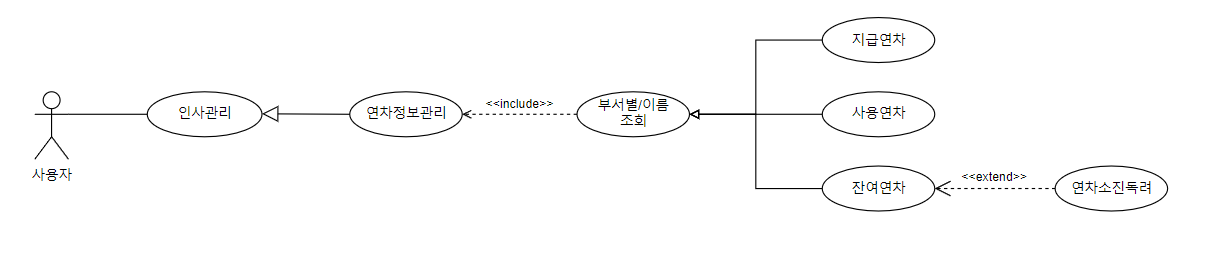 사용자
인사관리
연차정보관리
<<include>>
부서별/이름
조회
지급연차
사용연차
잔여연차
<<extend>>
연차소진독려